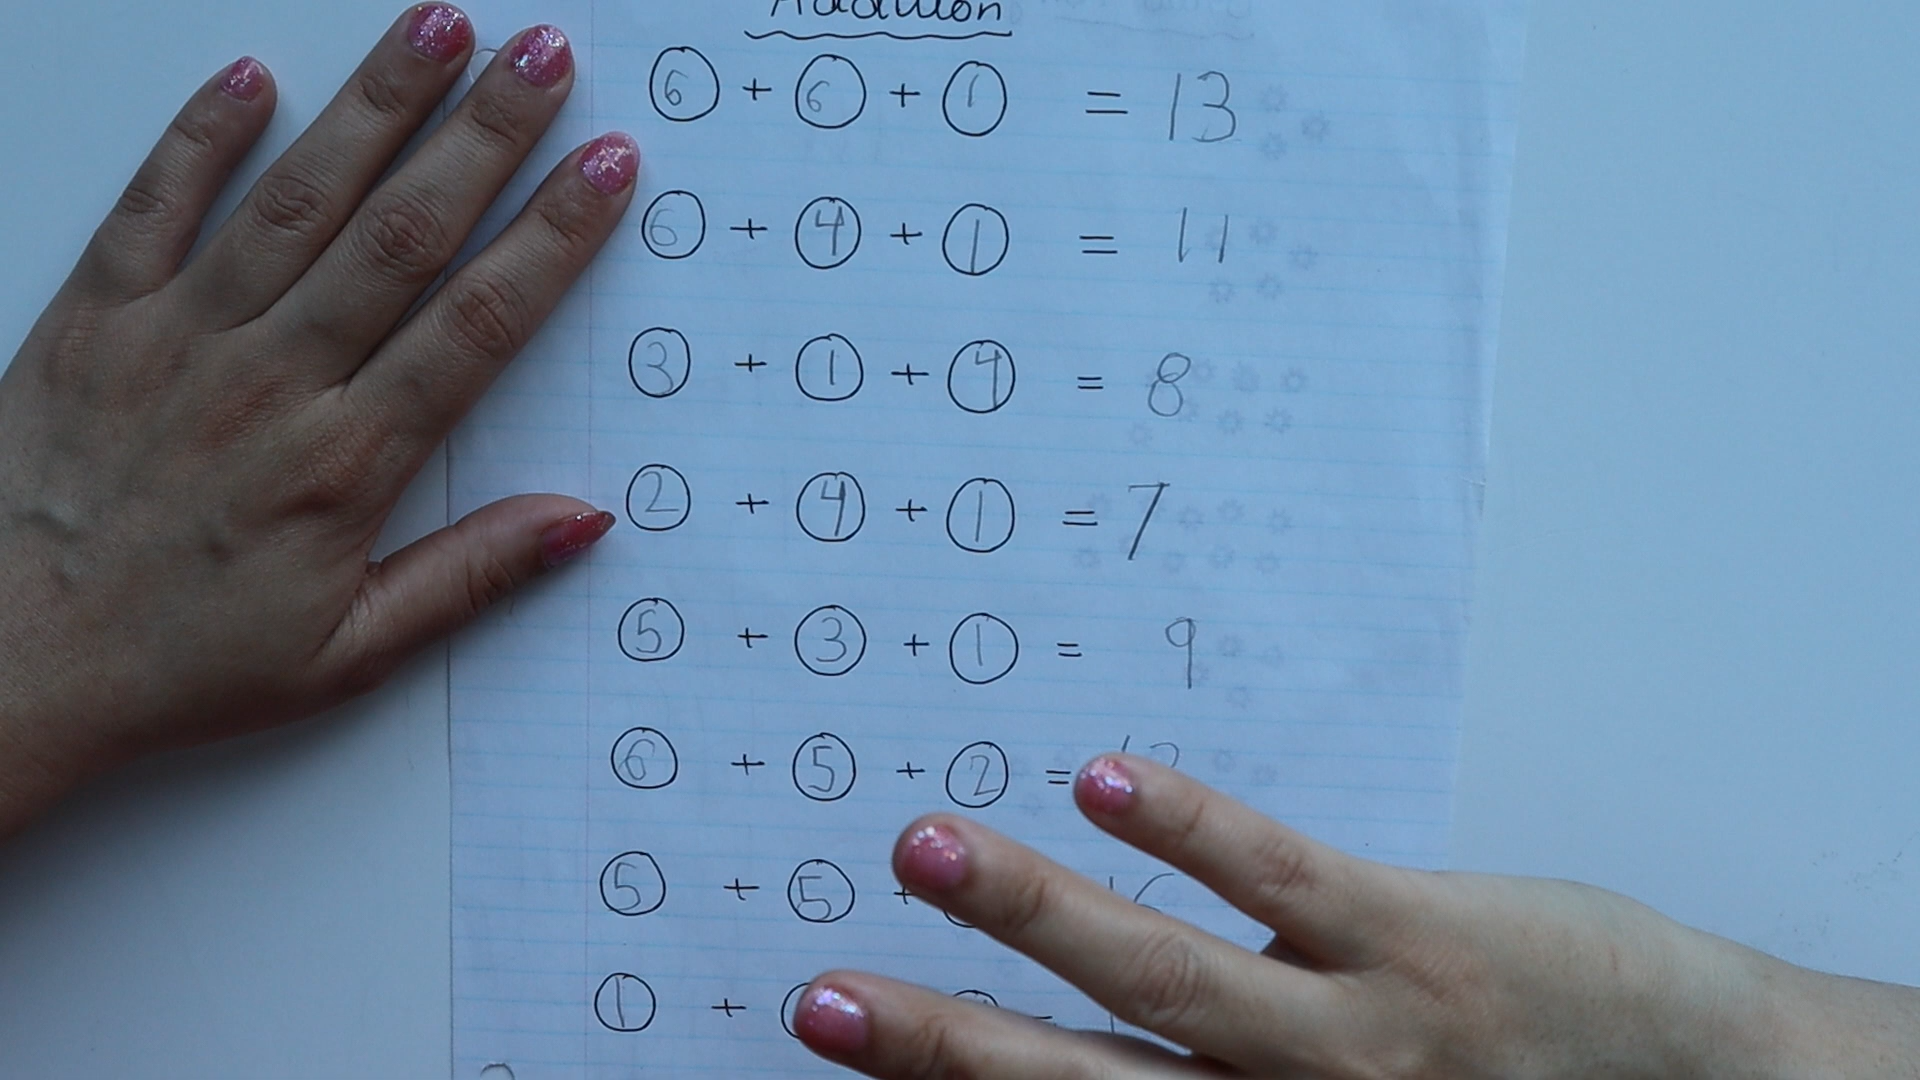 Addition
6 + 6 + 1 = 13
6 + 4 + 1 = 11
3 + 1 + 4 = 8
2 + 4 + 1 = 7
5 + 3 + 1 = 9
6 + 5 + 2 =
5 + 5 +
1 +